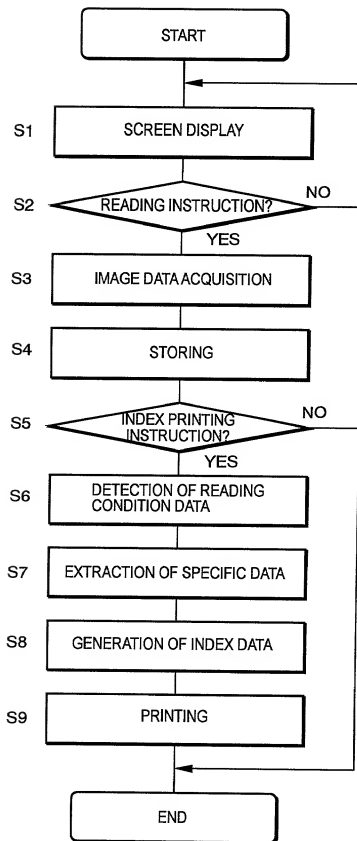 START
S1 SCREEN DISPLAY
S2 READING INSTRUCTION? NO
YES
S3 IMAGE DATA ACQUISITION
S4 STORING
S5 INDEX PRINTING INSTRUCTION? NO
YES
S6 DETECTION OF READING CONDITION DATA
S7 EXTRACTION OF SPECIFIC DATA
S8 GENERATION OF INDEX DATA
S9 PRINTING
END